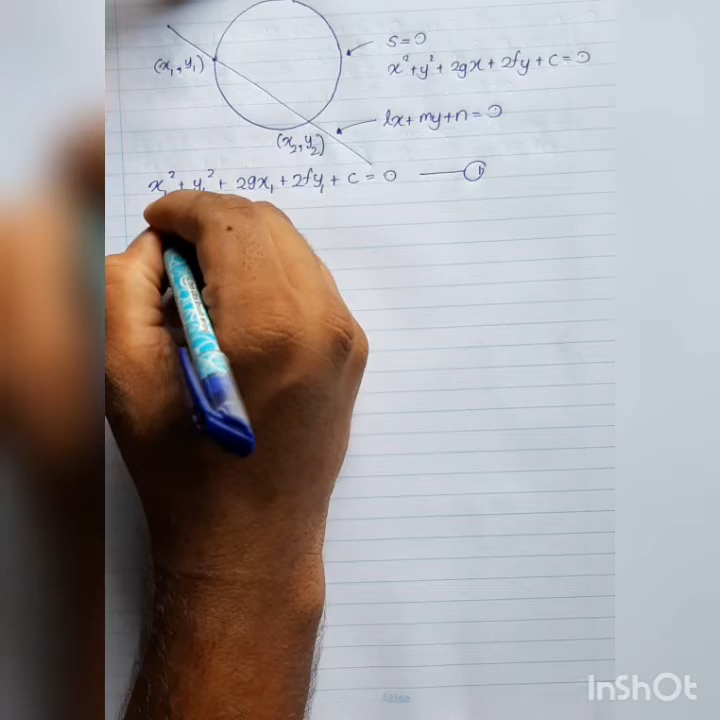 S=0
(x₁, y₁)
x²+y²+2gx+2fy+c=0
lx+my+n=0
(x₂, y₂)
x₁²+y₁²+2gx₁+2fy₁+c=0 —— ①
Atlas
InShOt